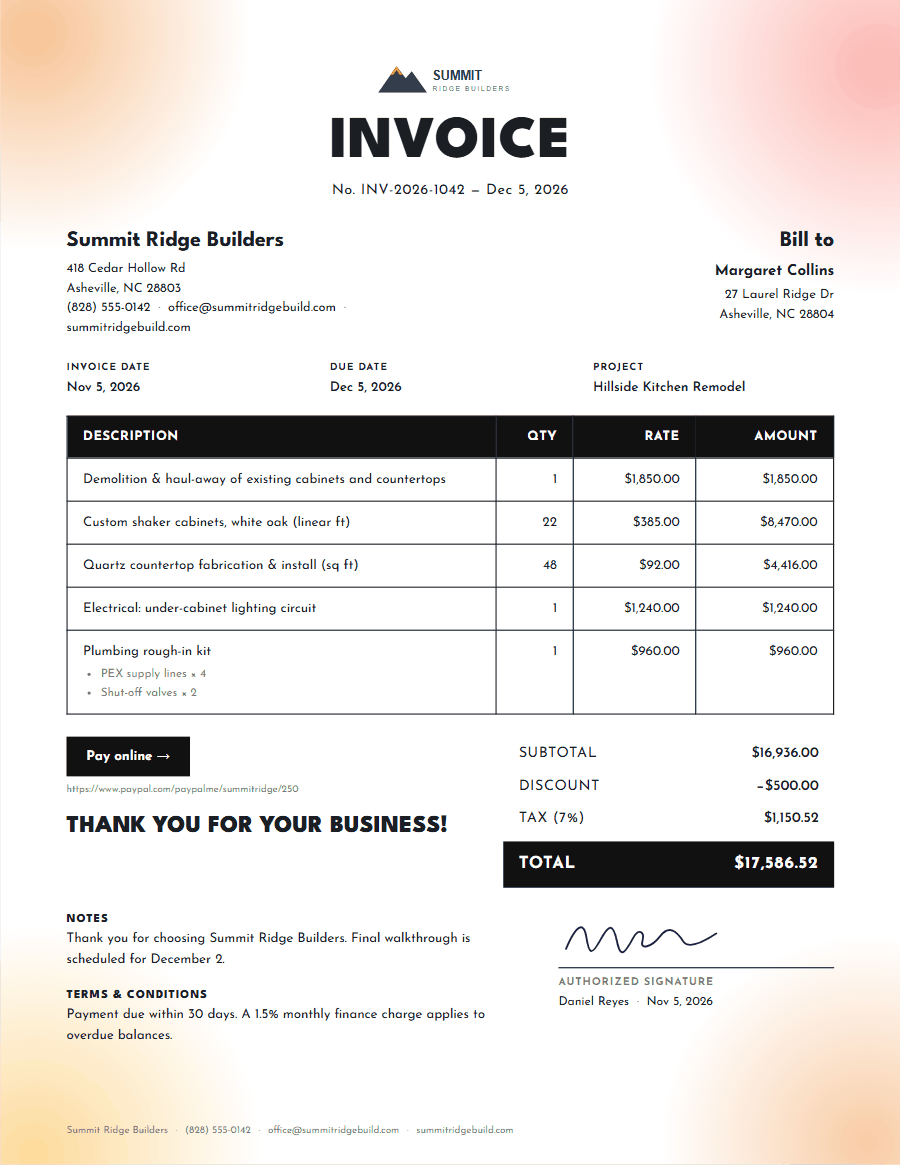 SUMMIT
RIDGE BUILDERS
INVOICE
No. INV-2026-1042 – Dec 5, 2026
Summit Ridge Builders
418 Cedar Hollow Rd
Asheville, NC 28803
(828) 555-0142 · office@summitridgebuild.com ·
summitridgebuild.com
Bill to
Margaret Collins
27 Laurel Ridge Dr
Asheville, NC 28804
INVOICE DATE DUE DATE PROJECT
Nov 5, 2026 Dec 5, 2026 Hillside Kitchen Remodel
DESCRIPTION QTY RATE AMOUNT
Demolition & haul-away of existing cabinets and countertops 1 $1,850.00 $1,850.00
Custom shaker cabinets, white oak (linear ft) 22 $385.00 $8,470.00
Quartz countertop fabrication & install (sq ft) 48 $92.00 $4,416.00
Electrical: under-cabinet lighting circuit 1 $1,240.00 $1,240.00
Plumbing rough-in kit 1 $960.00 $960.00
• PEX supply lines × 4
• Shut-off valves × 2
Pay online →
https://www.paypal.com/paypalme/summitridge/250
THANK YOU FOR YOUR BUSINESS!
SUBTOTAL $16,936.00
DISCOUNT –$500.00
TAX (7%) $1,150.52
TOTAL $17,586.52
NOTES
Thank you for choosing Summit Ridge Builders. Final walkthrough is
scheduled for December 2.
TERMS & CONDITIONS
Payment due within 30 days. A 1.5% monthly finance charge applies to
overdue balances.
AUTHORIZED SIGNATURE
Daniel Reyes · Nov 5, 2026
Summit Ridge Builders · (828) 555-0142 · office@summitridgebuild.com · summitridgebuild.com